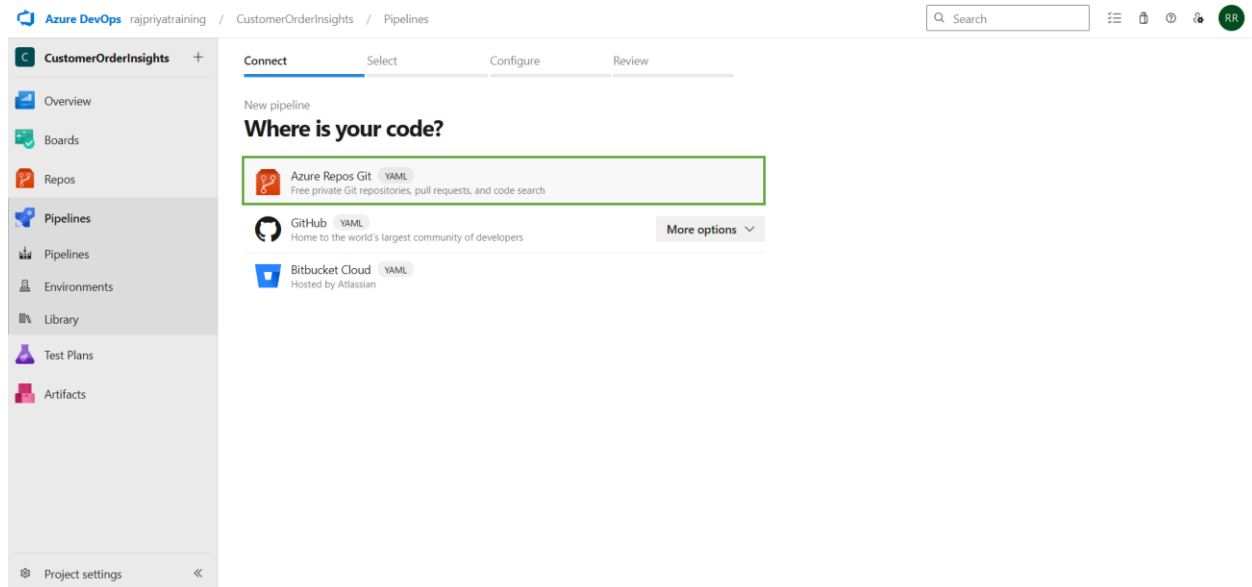 Azure DevOps rajpriyatraining / CustomerOrderInsights / Pipelines
Search
RR
C CustomerOrderInsights +
Overview
Boards
Repos
Pipelines
Pipelines
Environments
Library
Test Plans
Artifacts
Project settings
Connect Select Configure Review
New pipeline
Where is your code?
Azure Repos Git YAML
Free private Git repositories, pull requests, and code search
GitHub YAML
Home to the world's largest community of developers
More options
Bitbucket Cloud YAML
Hosted by Atlassian